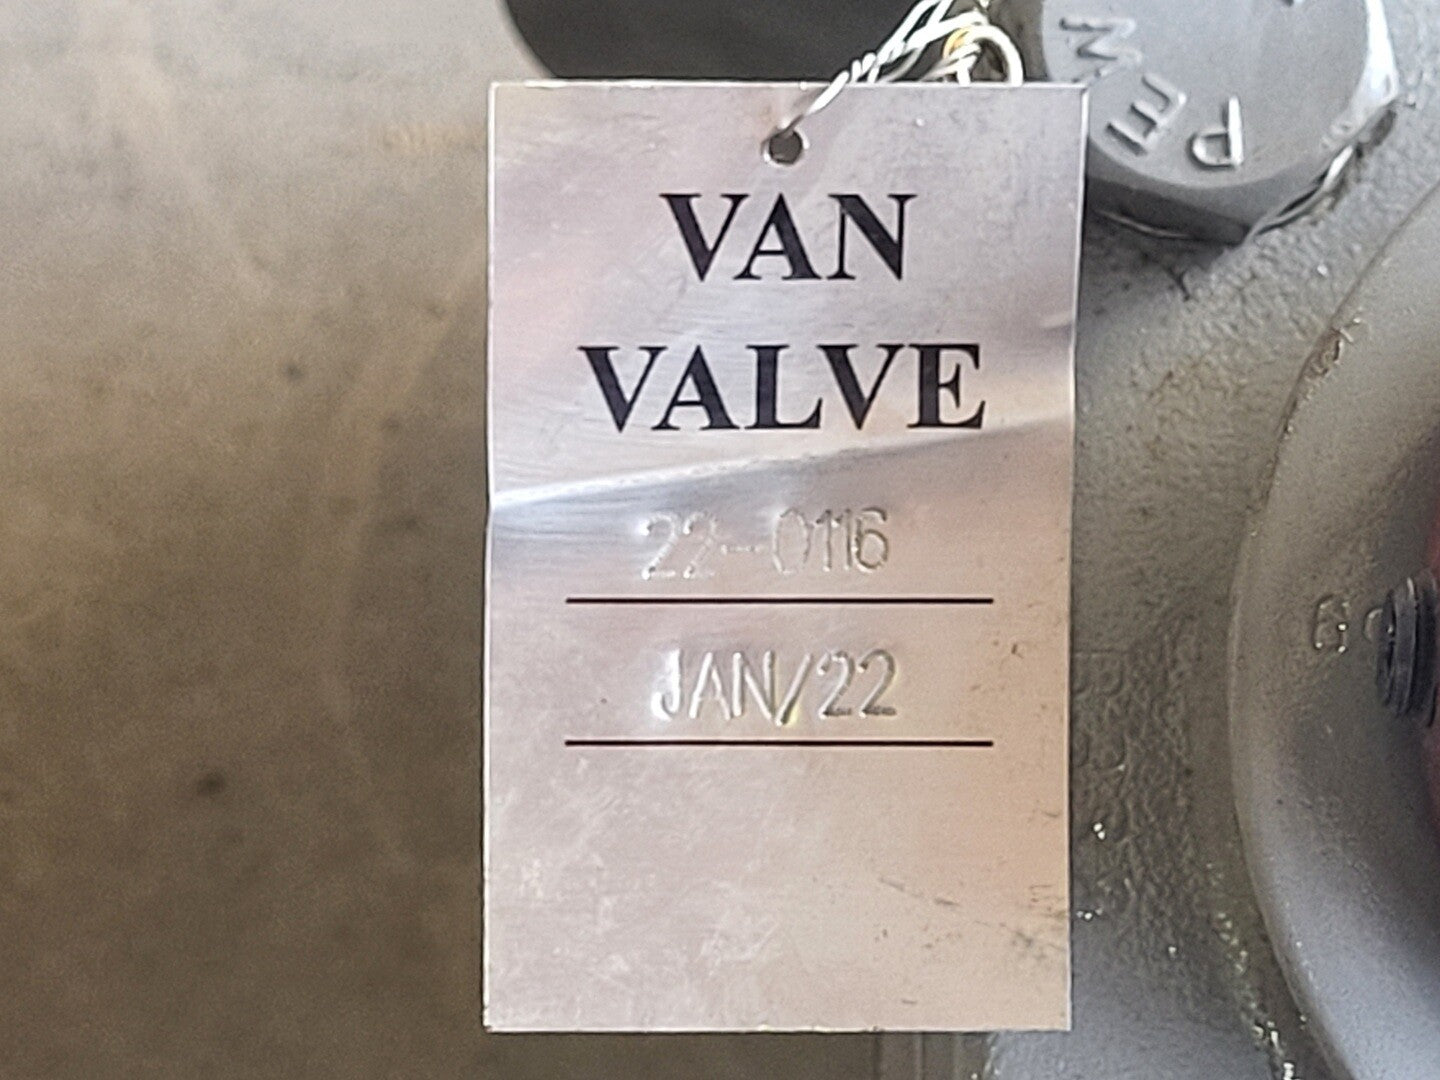 VAN
VALVE
22-0116
JAN/22